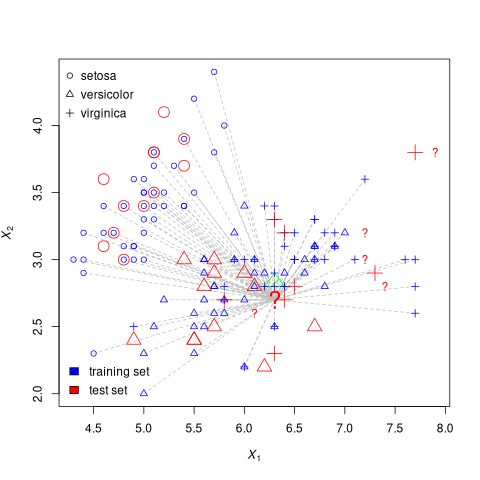 setosa
versicolor
virginica
training set
test set
X2
2.0
2.5
3.0
3.5
4.0
?
?
?
?
?
?
4.5
5.0
5.5
6.0
6.5
7.0
7.5
8.0
X1